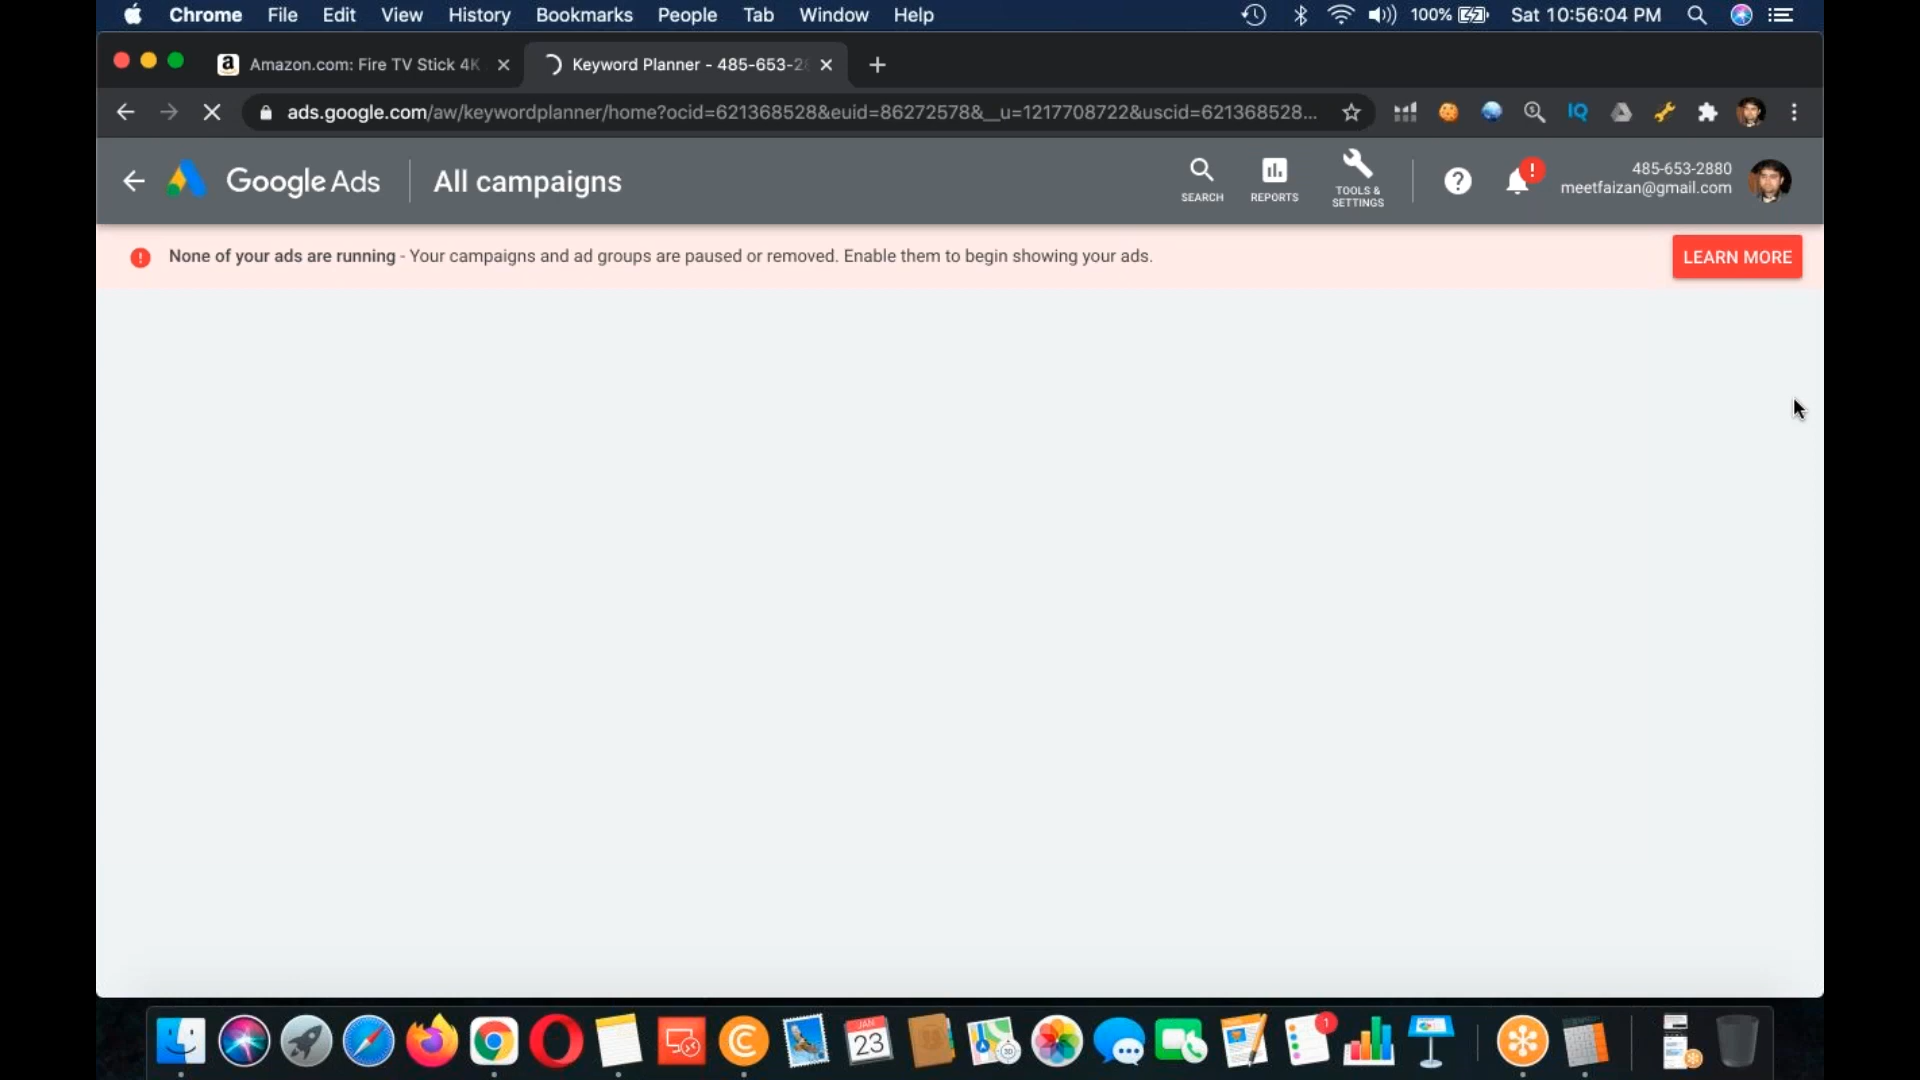 Chrome File Edit View History Bookmarks People Tab Window Help 100% Sat 10:56:04 PM
Amazon.com: Fire TV Stick 4K Keyword Planner - 485-653-28
ads.google.com/aw/keywordplanner/home?ocid=621368528&euid=86272578&__u=1217708722&uscid=621368528...
IQ
Google Ads All campaigns
SEARCH REPORTS TOOLS & SETTINGS
? ! 485-653-2880
meetfaizan@gmail.com
! None of your ads are running - Your campaigns and ad groups are paused or removed. Enable them to begin showing your ads. LEARN MORE
JAN
23
1